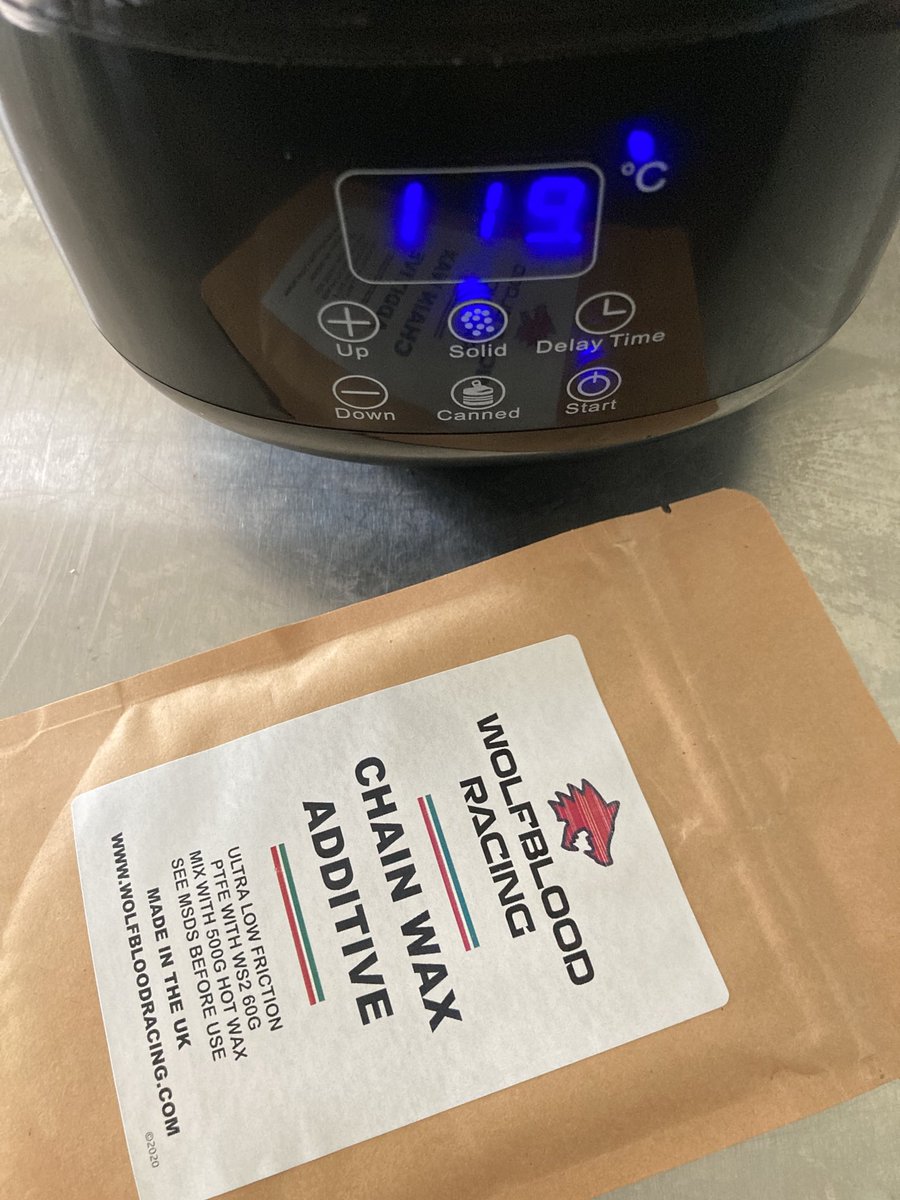 119
°C
Up
Solid
Delay Time
Down
Canned
Start
WOLFBLOOD
RACING
CHAIN WAX
ADDITIVE
ULTRA LOW FRICTION
PTFE WITH WS2 60G
MIX WITH 500G HOT WAX
SEE MSDS BEFORE USE
MADE IN THE UK
WWW.WOLFBLOODRACING.COM
©2020